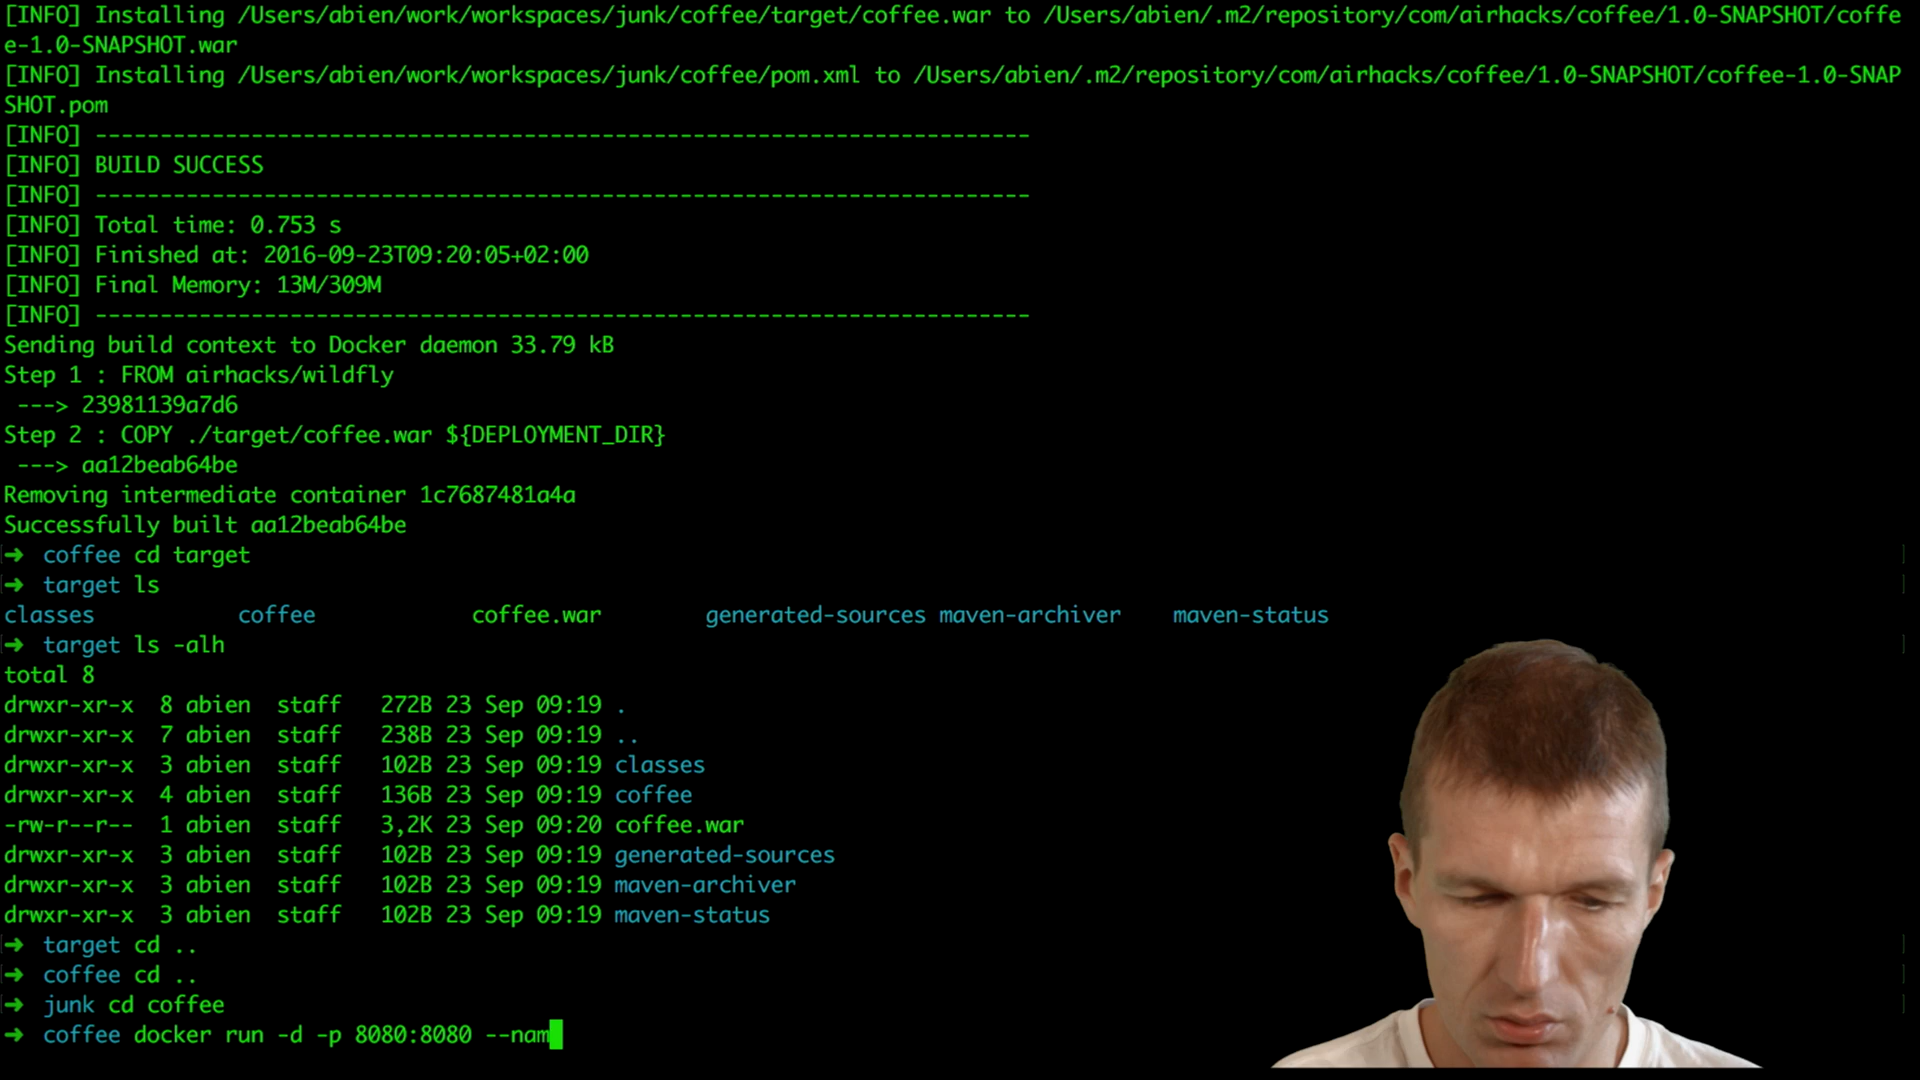 [INFO] Installing /Users/abien/work/workspaces/junk/coffee/target/coffee.war to /Users/abien/.m2/repository/com/airhacks/coffee/1.0-SNAPSHOT/coffe
e-1.0-SNAPSHOT.war
[INFO] Installing /Users/abien/work/workspaces/junk/coffee/pom.xml to /Users/abien/.m2/repository/com/airhacks/coffee/1.0-SNAPSHOT/coffee-1.0-SNAP
SHOT.pom
[INFO] ------------------------------------------------------------------------
[INFO] BUILD SUCCESS
[INFO] ------------------------------------------------------------------------
[INFO] Total time: 0.753 s
[INFO] Finished at: 2016-09-23T09:20:05+02:00
[INFO] Final Memory: 13M/309M
[INFO] ------------------------------------------------------------------------
Sending build context to Docker daemon 33.79 kB
Step 1 : FROM airhacks/wildfly
 ---> 23981139a7d6
Step 2 : COPY ./target/coffee.war ${DEPLOYMENT_DIR}
 ---> aa12beab64be
Removing intermediate container 1c7687481a4a
Successfully built aa12beab64be
➜ coffee cd target
➜ target ls
classes coffee coffee.war generated-sources maven-archiver maven-status
➜ target ls -alh
total 8
drwxr-xr-x 8 abien staff 272B 23 Sep 09:19 .
drwxr-xr-x 7 abien staff 238B 23 Sep 09:19 ..
drwxr-xr-x 3 abien staff 102B 23 Sep 09:19 classes
drwxr-xr-x 4 abien staff 136B 23 Sep 09:19 coffee
-rw-r--r-- 1 abien staff 3,2K 23 Sep 09:20 coffee.war
drwxr-xr-x 3 abien staff 102B 23 Sep 09:19 generated-sources
drwxr-xr-x 3 abien staff 102B 23 Sep 09:19 maven-archiver
drwxr-xr-x 3 abien staff 102B 23 Sep 09:19 maven-status
➜ target cd ..
➜ coffee cd ..
➜ junk cd coffee
➜ coffee docker run -d -p 8080:8080 --nam